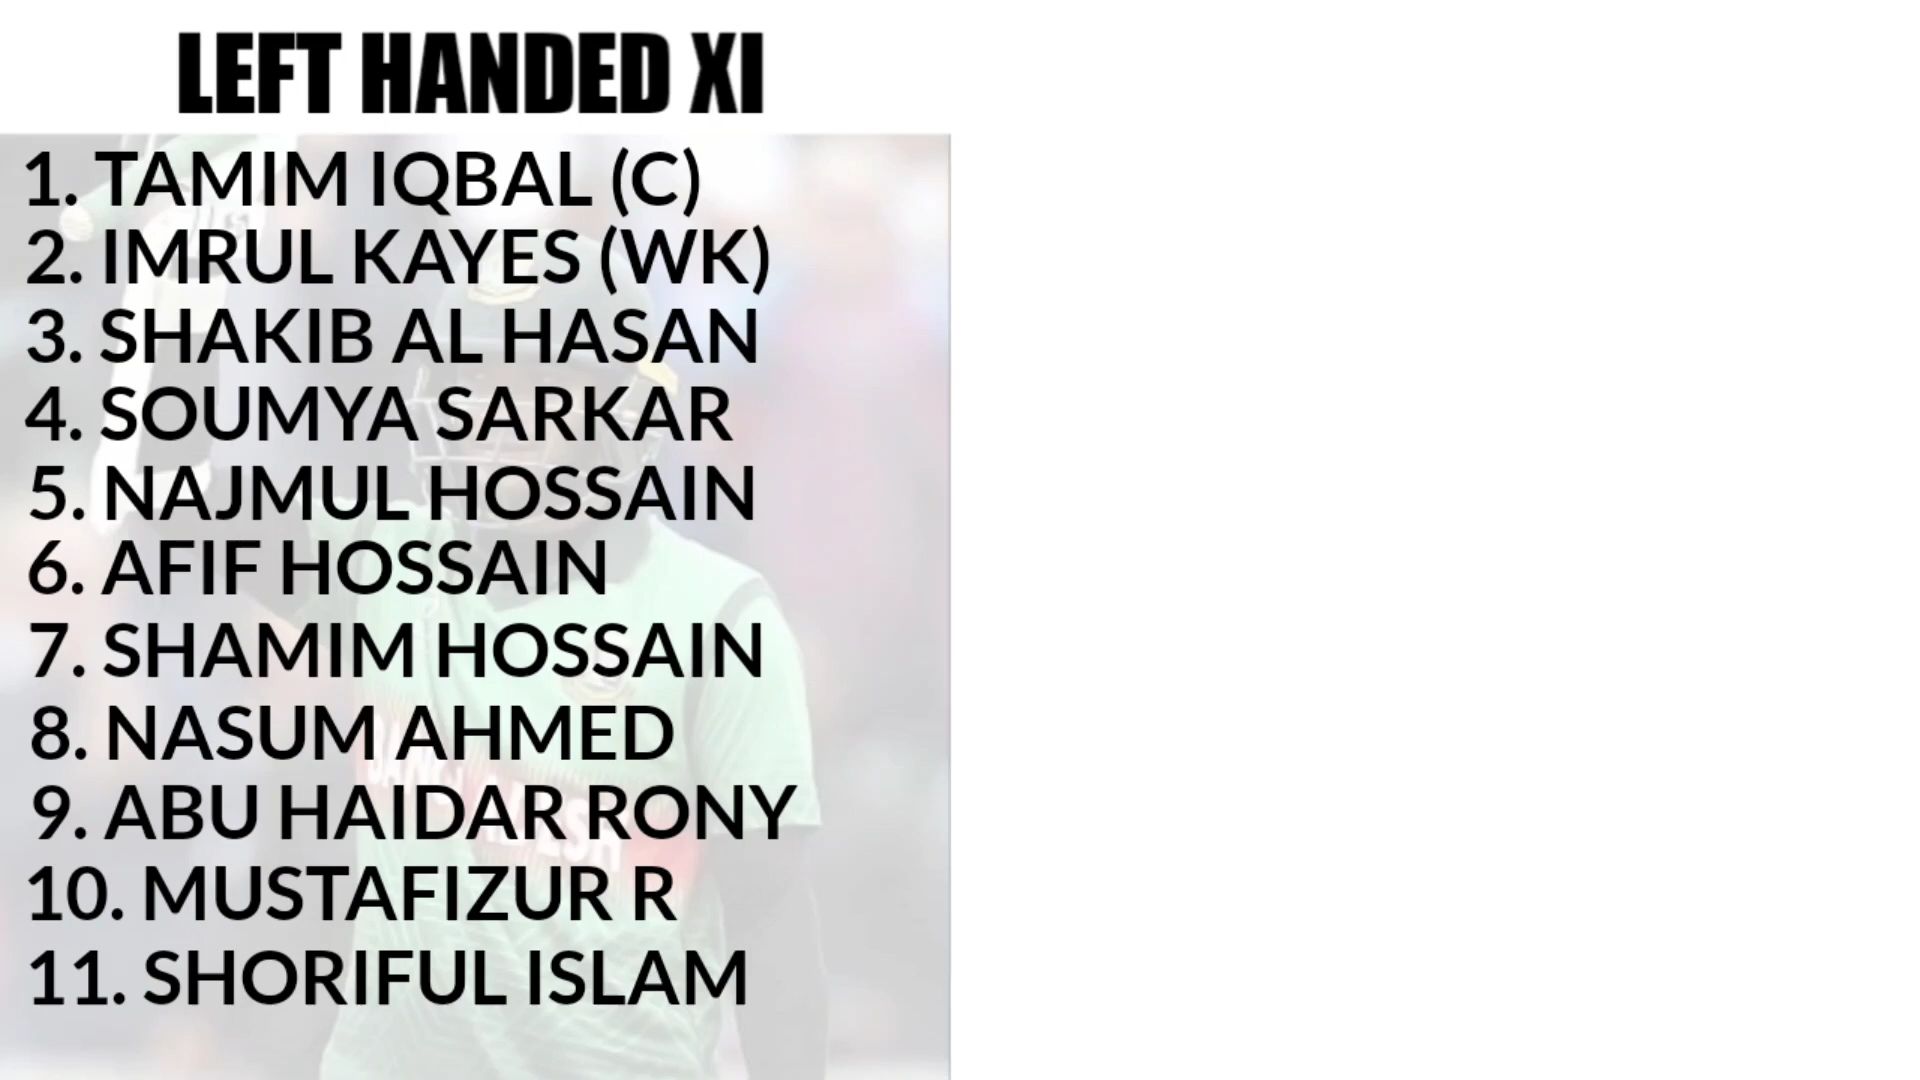 LEFT HANDED XI
1. TAMIM IQBAL (C)
2. IMRUL KAYES (WK)
3. SHAKIB AL HASAN
4. SOUMYA SARKAR
5. NAJMUL HOSSAIN
6. AFIF HOSSAIN
7. SHAMIM HOSSAIN
8. NASUM AHMED
9. ABU HAIDAR RONY
10. MUSTAFIZUR R
11. SHORIFUL ISLAM
BANGLADESH